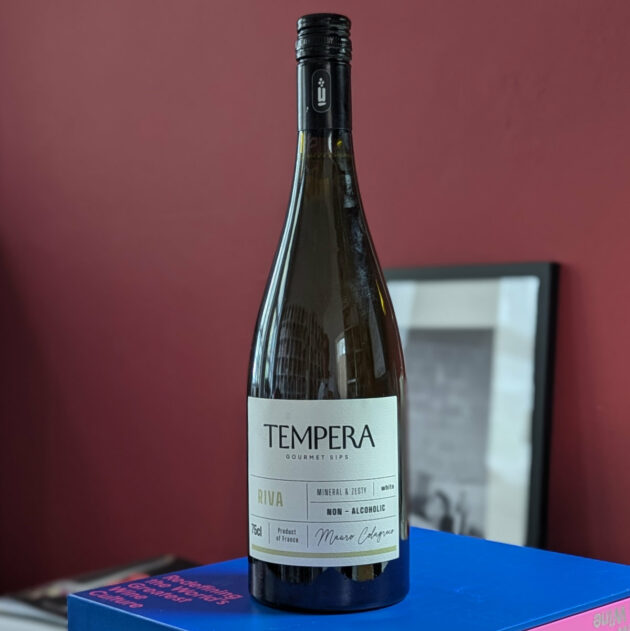 TEMPERA
GOURMET SIPS
RIVA
MINERAL & ZESTY
white
NON - ALCOHOLIC
75cl
Product
of France
Mauro Colagreco
Redefining
the World's
Greatest
Wine
Culture